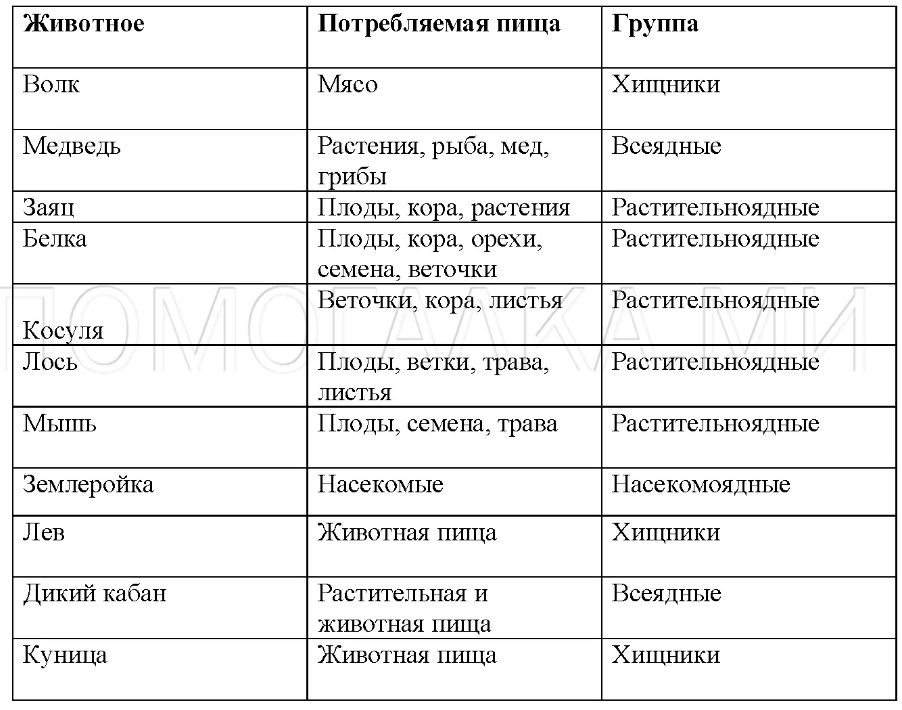 Животное Потребляемая пища Группа
Волк Мясо Хищники
Медведь Растения, рыба, мед, Всеядные
грибы
Заяц Плоды, кора, растения Растительноядные
Белка Плоды, кора, орехи, Растительноядные
семена, веточки
Веточки, кора, листья Растительноядные
Косуля
ПОМОГАЛКА МИ
Лось Плоды, ветки, трава, Растительноядные
листья
Мышь Плоды, семена, трава Растительноядные
Землеройка Насекомые Насекомоядные
Лев Животная пища Хищники
Дикий кабан Растительная и Всеядные
животная пища
Куница Животная пища Хищники